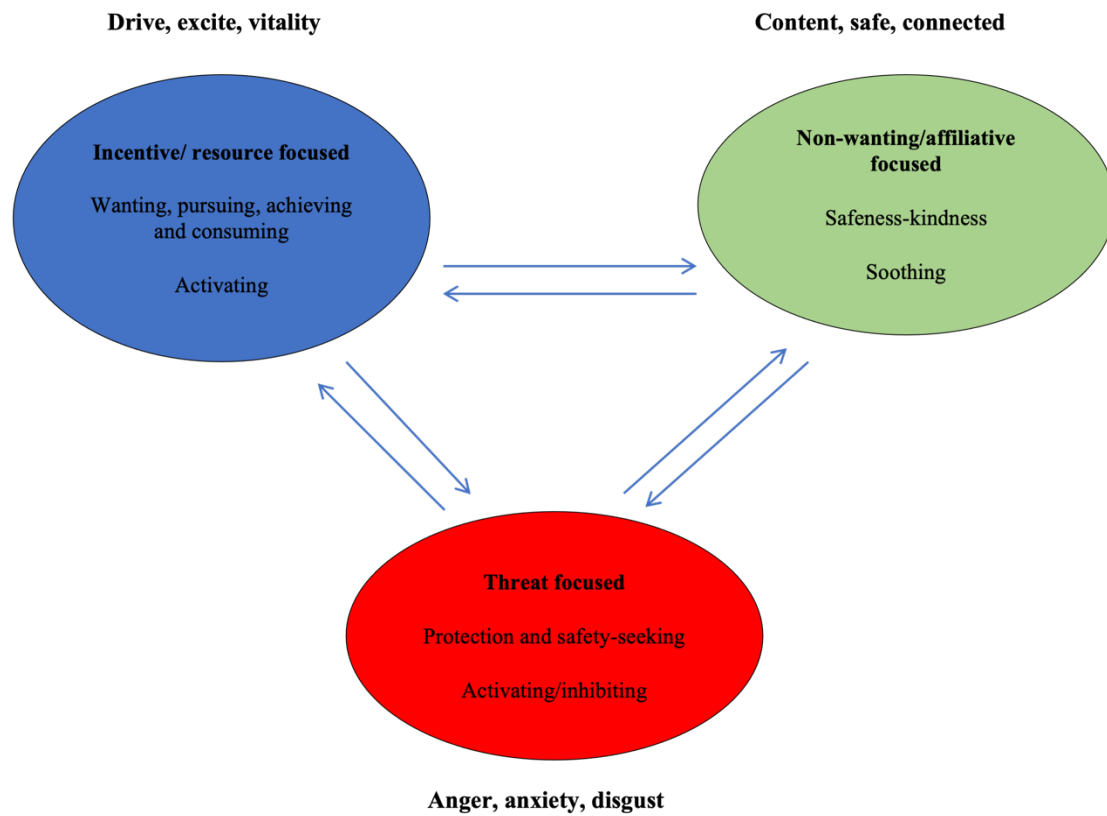 Drive, excite, vitality
Content, safe, connected
Incentive/ resource focused
Wanting, pursuing, achieving
and consuming
Activating
Non-wanting/affiliative
focused
Safeness-kindness
Soothing
Threat focused
Protection and safety-seeking
Activating/inhibiting
Anger, anxiety, disgust